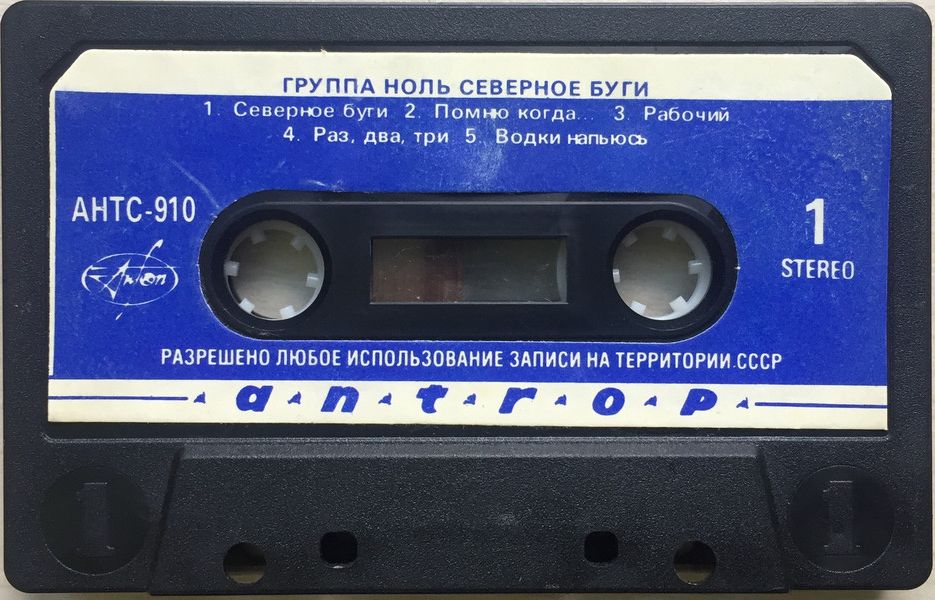 ГРУППА НОЛЬ СЕВЕРНОЕ БУГИ
1. Северное буги 2. Помню когда... 3. Рабочий
4. Раз, два, три 5. Водки напьюсь
АНТС-910
1
Antrop
STEREO
РАЗРЕШЕНО ЛЮБОЕ ИСПОЛЬЗОВАНИЕ ЗАПИСИ НА ТЕРРИТОРИИ СССР
antrop
1
1